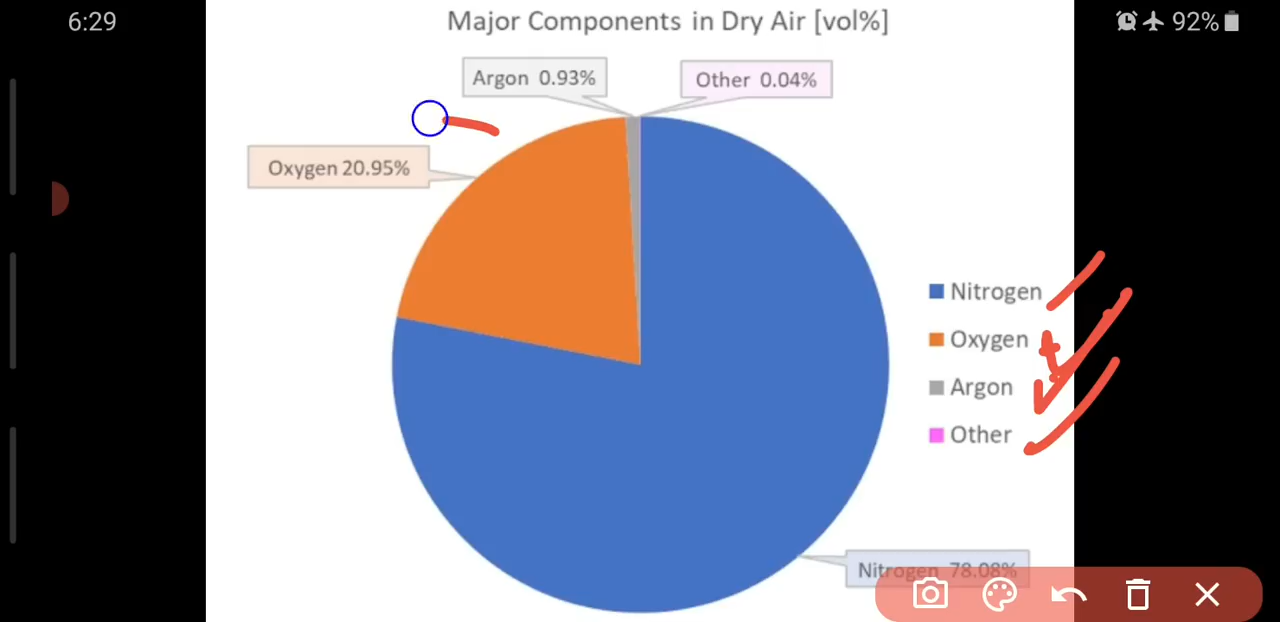 6:29
Major Components in Dry Air [vol%]
92%
Argon 0.93%
Other 0.04%
Oxygen 20.95%
Nitrogen
Oxygen
Argon
Other
Nitrogen 78.08%